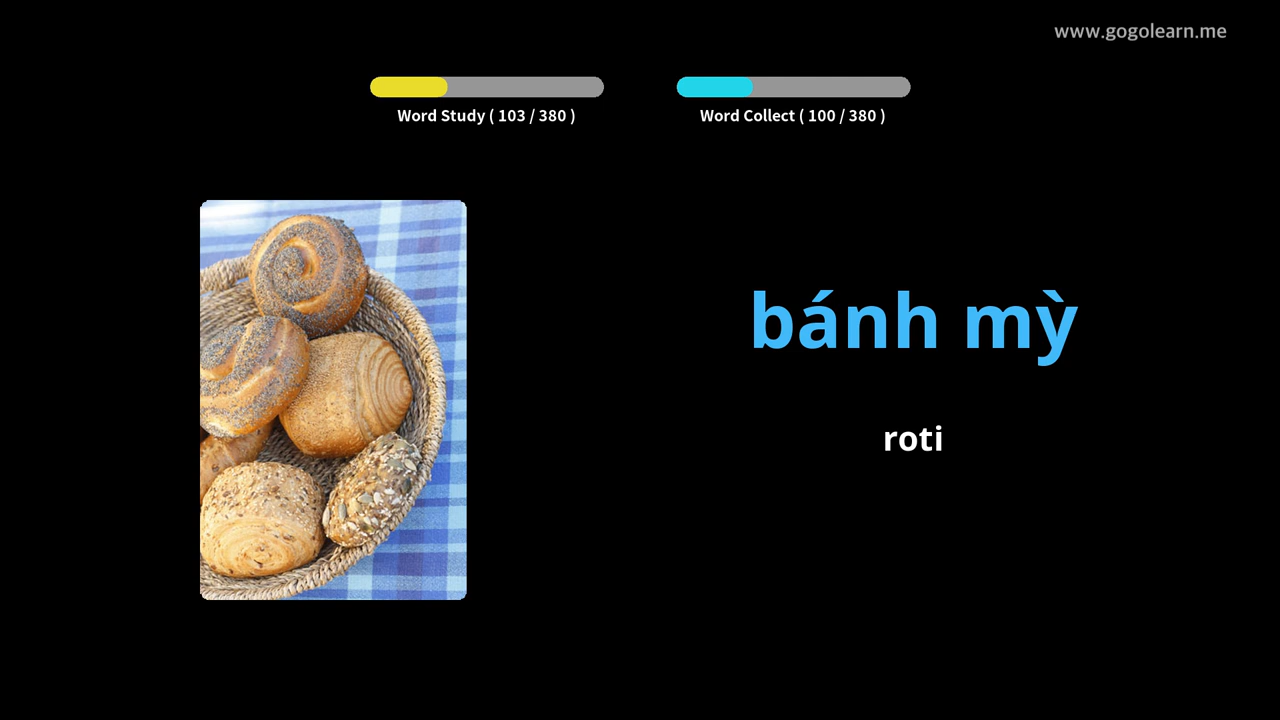 www.gogolearn.me
Word Study ( 103 / 380 )
Word Collect ( 100 / 380 )
bánh mỳ
roti